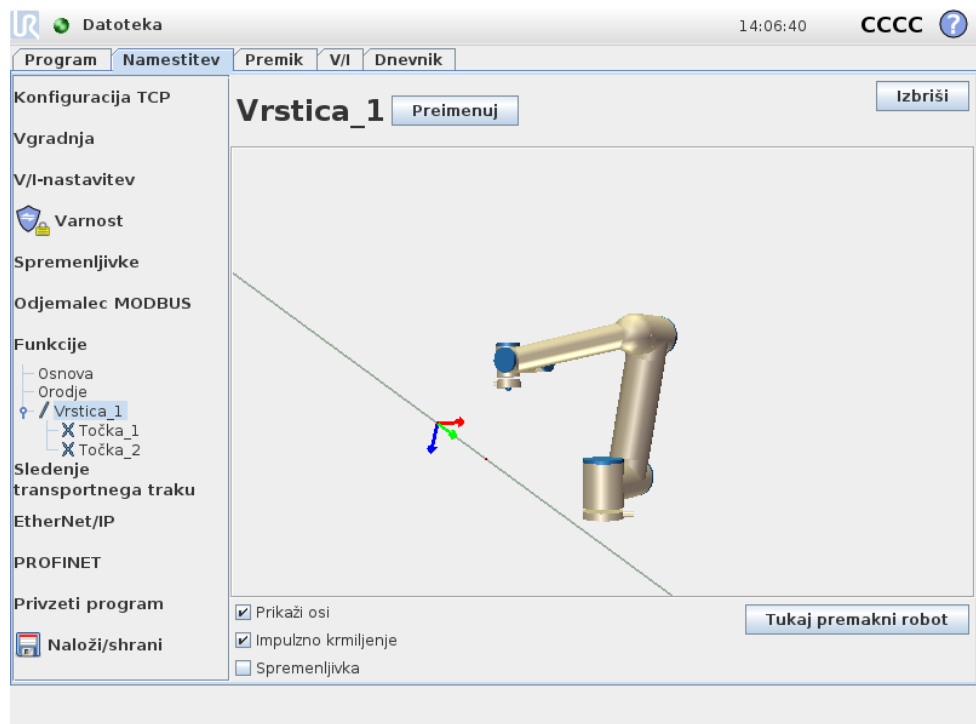 UR Datoteka 14:06:40 CCCC ?
Program Namestitev Premik V/I Dnevnik
Konfiguracija TCP
Vgradnja
V/I-nastavitev
Varnost
Spremenljivke
Odjemalec MODBUS
Funkcije
Osnova
Orodje
Vrstica_1
Točka_1
Točka_2
Sledenje
transportnega traku
EtherNet/IP
PROFINET
Privzeti program
Naloži/shrani
Vrstica_1 Preimenuj Izbriši
Prikaži osi
Impulzno krmiljenje
Spremenljivka
Tukaj premakni robot